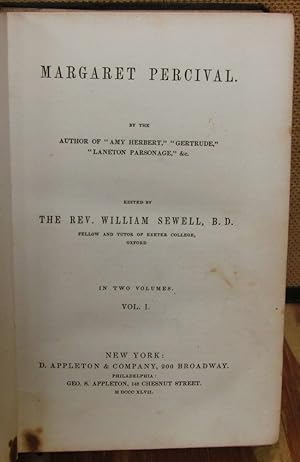 MARGARET PERCIVAL.
BY THE
AUTHOR OF "AMY HERBERT," "GERTRUDE,"
"LANETON PARSONAGE," &c.
EDITED BY
THE REV. WILLIAM SEWELL, B. D.
FELLOW AND TUTOR OF EXETER COLLEGE,
OXFORD
IN TWO VOLUMES.
VOL. I.
NEW YORK:
D. APPLETON & COMPANY, 200 BROADWAY.
PHILADELPHIA:
GEO. S. APPLETON, 148 CHESNUT STREET.
M DCCC XLVII.